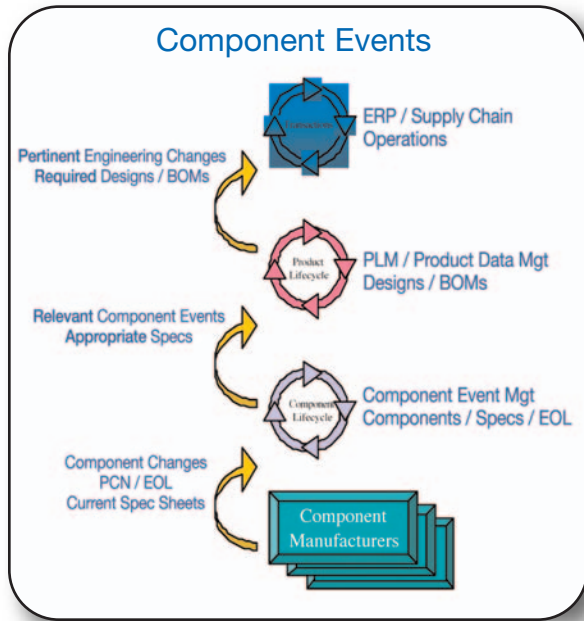 Component Events
Transactions
ERP / Supply Chain
Operations
Pertinent Engineering Changes
Required Designs / BOMs
Product
Lifecycle
PLM / Product Data Mgt
Designs / BOMs
Relevant Component Events
Appropriate Specs
Component
Lifecycle
Component Event Mgt
Components / Specs / EOL
Component Changes
PCN / EOL
Current Spec Sheets
Component
Manufacturers